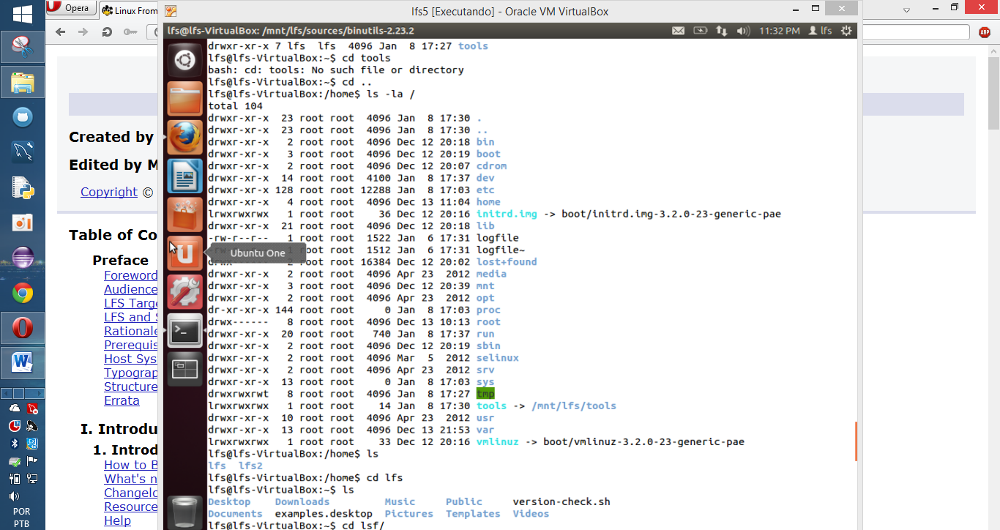 Opera
Linux From
lfs5 [Executando] - Oracle VM VirtualBox
ABP
lfs@lfs-VirtualBox: /mnt/lfs/sources/binutils-2.23.2
11:32 PM
lfs
drwxr-xr-x 7 lfs  lfs  4096 Jan  8 17:27 tools
lfs@lfs-VirtualBox:~$ cd tools
bash: cd: tools: No such file or directory
lfs@lfs-VirtualBox:~$ cd ..
lfs@lfs-VirtualBox:/home$ ls -la /
total 104
drwxr-xr-x  23 root root  4096 Jan  8 17:30 .
drwxr-xr-x  23 root root  4096 Jan  8 17:30 ..
drwxr-xr-x   2 root root  4096 Dec 12 20:18 bin
drwxr-xr-x   3 root root  4096 Dec 12 20:19 boot
drwxr-xr-x   2 root root  4096 Dec 12 20:07 cdrom
drwxr-xr-x  14 root root  4100 Jan  8 17:37 dev
drwxr-xr-x 128 root root 12288 Jan  8 17:03 etc
drwxr-xr-x   4 root root  4096 Dec 13 11:04 home
lrwxrwxrwx   1 root root    36 Dec 12 20:16 initrd.img -> boot/initrd.img-3.2.0-23-generic-pae
drwxr-xr-x  21 root root  4096 Dec 12 20:18 lib
-rw-r--r--   1 root root  1522 Jan  6 17:31 logfile
1 root root  1512 Jan  6 17:31 logfile~
drwx------   2 root root 16384 Dec 12 20:02 lost+found
drwxr-xr-x   2 root root  4096 Apr 23  2012 media
drwxr-xr-x   3 root root  4096 Dec 12 20:39 mnt
drwxr-xr-x   2 root root  4096 Apr 23  2012 opt
dr-xr-xr-x 144 root root     0 Jan  8 17:03 proc
drwx------   8 root root  4096 Dec 13 10:13 root
drwxr-xr-x  20 root root   740 Jan  8 17:37 run
drwxr-xr-x   2 root root  4096 Dec 12 20:19 sbin
drwxr-xr-x   2 root root  4096 Mar  5  2012 selinux
drwxr-xr-x   2 root root  4096 Apr 23  2012 srv
drwxr-xr-x  13 root root     0 Jan  8 17:03 sys
drwxrwxrwt   8 root root  4096 Jan  8 17:27 tmp
lrwxrwxrwx   1 root root    14 Jan  8 17:30 tools -> /mnt/lfs/tools
drwxr-xr-x  10 root root  4096 Apr 23  2012 usr
drwxr-xr-x  13 root root  4096 Dec 13 21:53 var
lrwxrwxrwx   1 root root    33 Dec 12 20:16 vmlinuz -> boot/vmlinuz-3.2.0-23-generic-pae
lfs@lfs-VirtualBox:/home$ ls
lfs  lfs2
lfs@lfs-VirtualBox:/home$ cd lfs
lfs@lfs-VirtualBox:~$ ls
Desktop    Downloads         Music     Public     version-check.sh
Documents  examples.desktop  Pictures  Templates  Videos
lfs@lfs-VirtualBox:~$ cd lsf/
Ubuntu One
Created by
Edited by M
Copyright ©
Table of Co
Preface
Foreword
Audience
LFS Targe
LFS and S
Rationale
Prerequis
Host Sys
Typograp
Structure
Errata
I. Introdu
1. Introd
How to B
What's n
Changelo
Resource
Help
POR
PTB